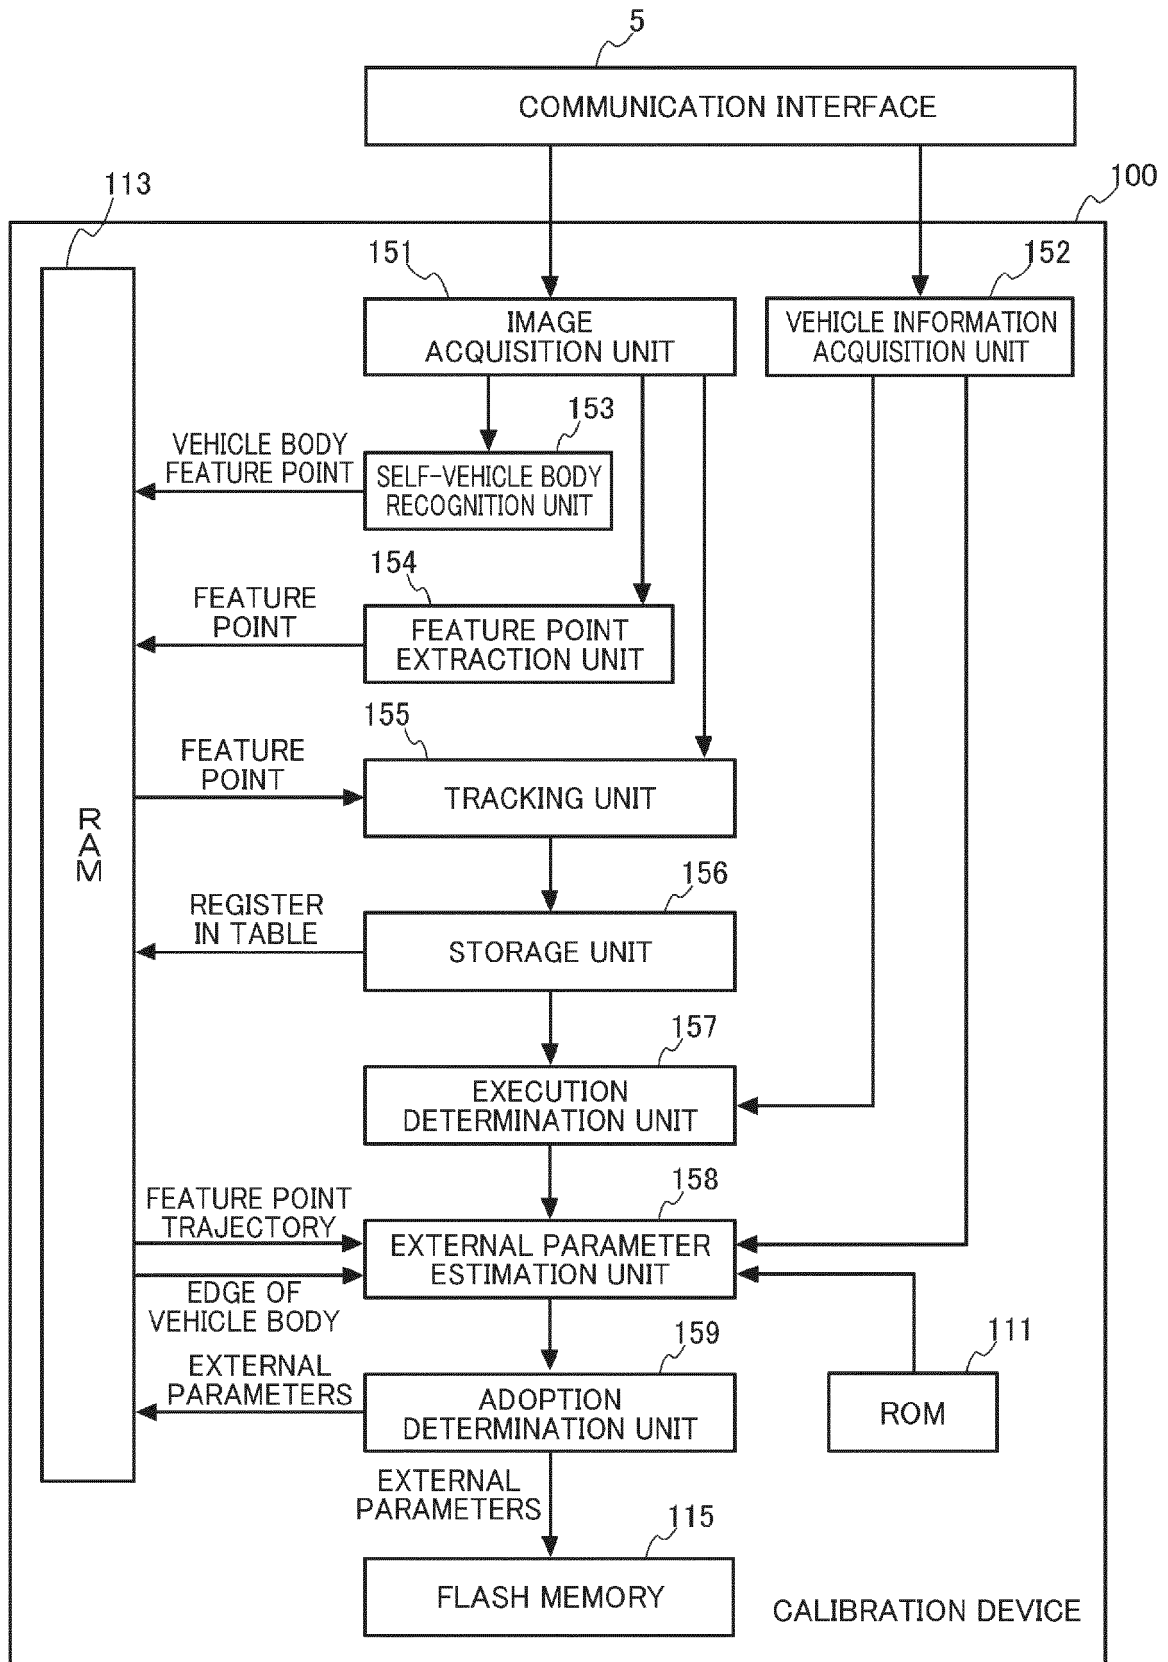 5
COMMUNICATION INTERFACE
113
100
151
152
IMAGE
ACQUISITION UNIT
VEHICLE INFORMATION
ACQUISITION UNIT
153
VEHICLE BODY
FEATURE POINT
SELF-VEHICLE BODY
RECOGNITION UNIT
154
FEATURE
POINT
FEATURE POINT
EXTRACTION UNIT
155
FEATURE
POINT
TRACKING UNIT
RAM
156
REGISTER
IN TABLE
STORAGE UNIT
157
EXECUTION
DETERMINATION UNIT
158
FEATURE POINT
TRAJECTORY
EXTERNAL PARAMETER
ESTIMATION UNIT
EDGE OF
VEHICLE BODY
159
111
EXTERNAL
PARAMETERS
ADOPTION
DETERMINATION UNIT
ROM
EXTERNAL
PARAMETERS
115
FLASH MEMORY
CALIBRATION DEVICE